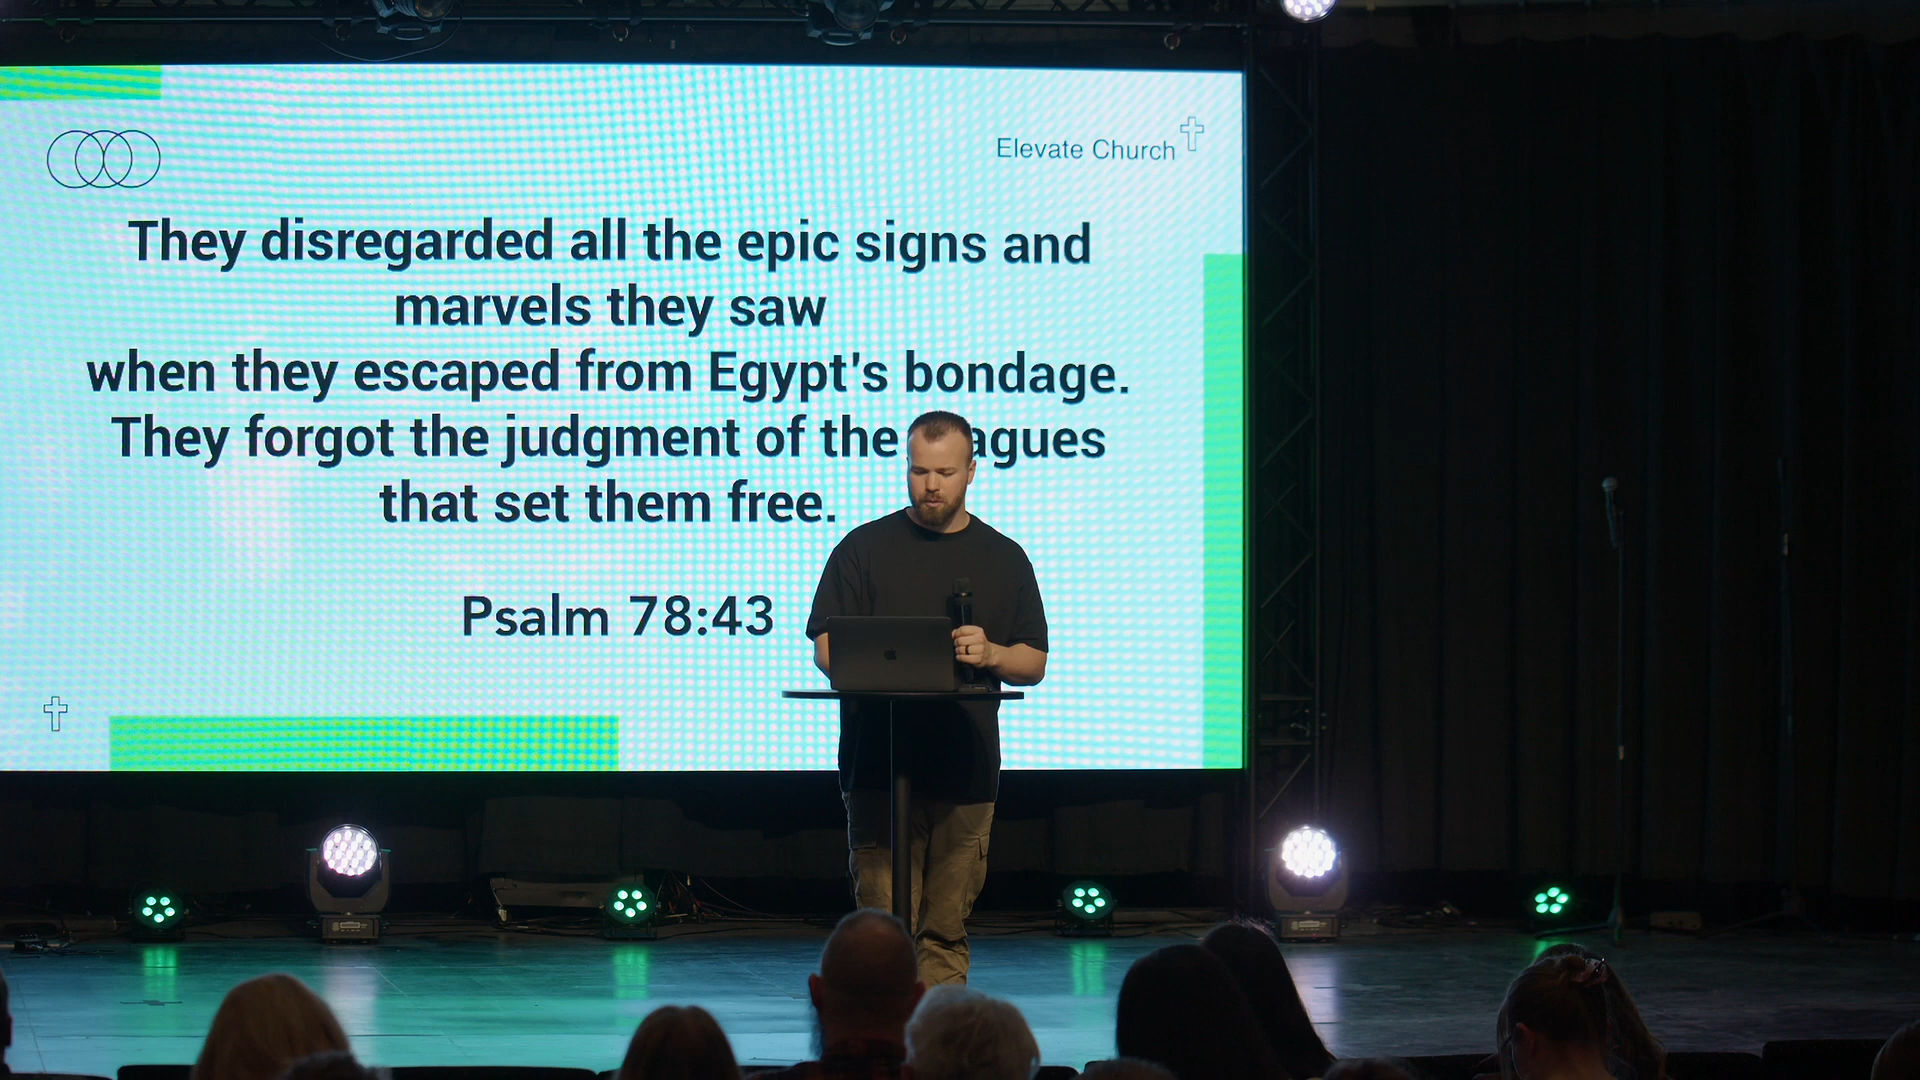 Elevate Church
They disregarded all the epic signs and
marvels they saw
when they escaped from Egypt's bondage.
They forgot the judgment of the agues
that set them free.
Psalm 78:43